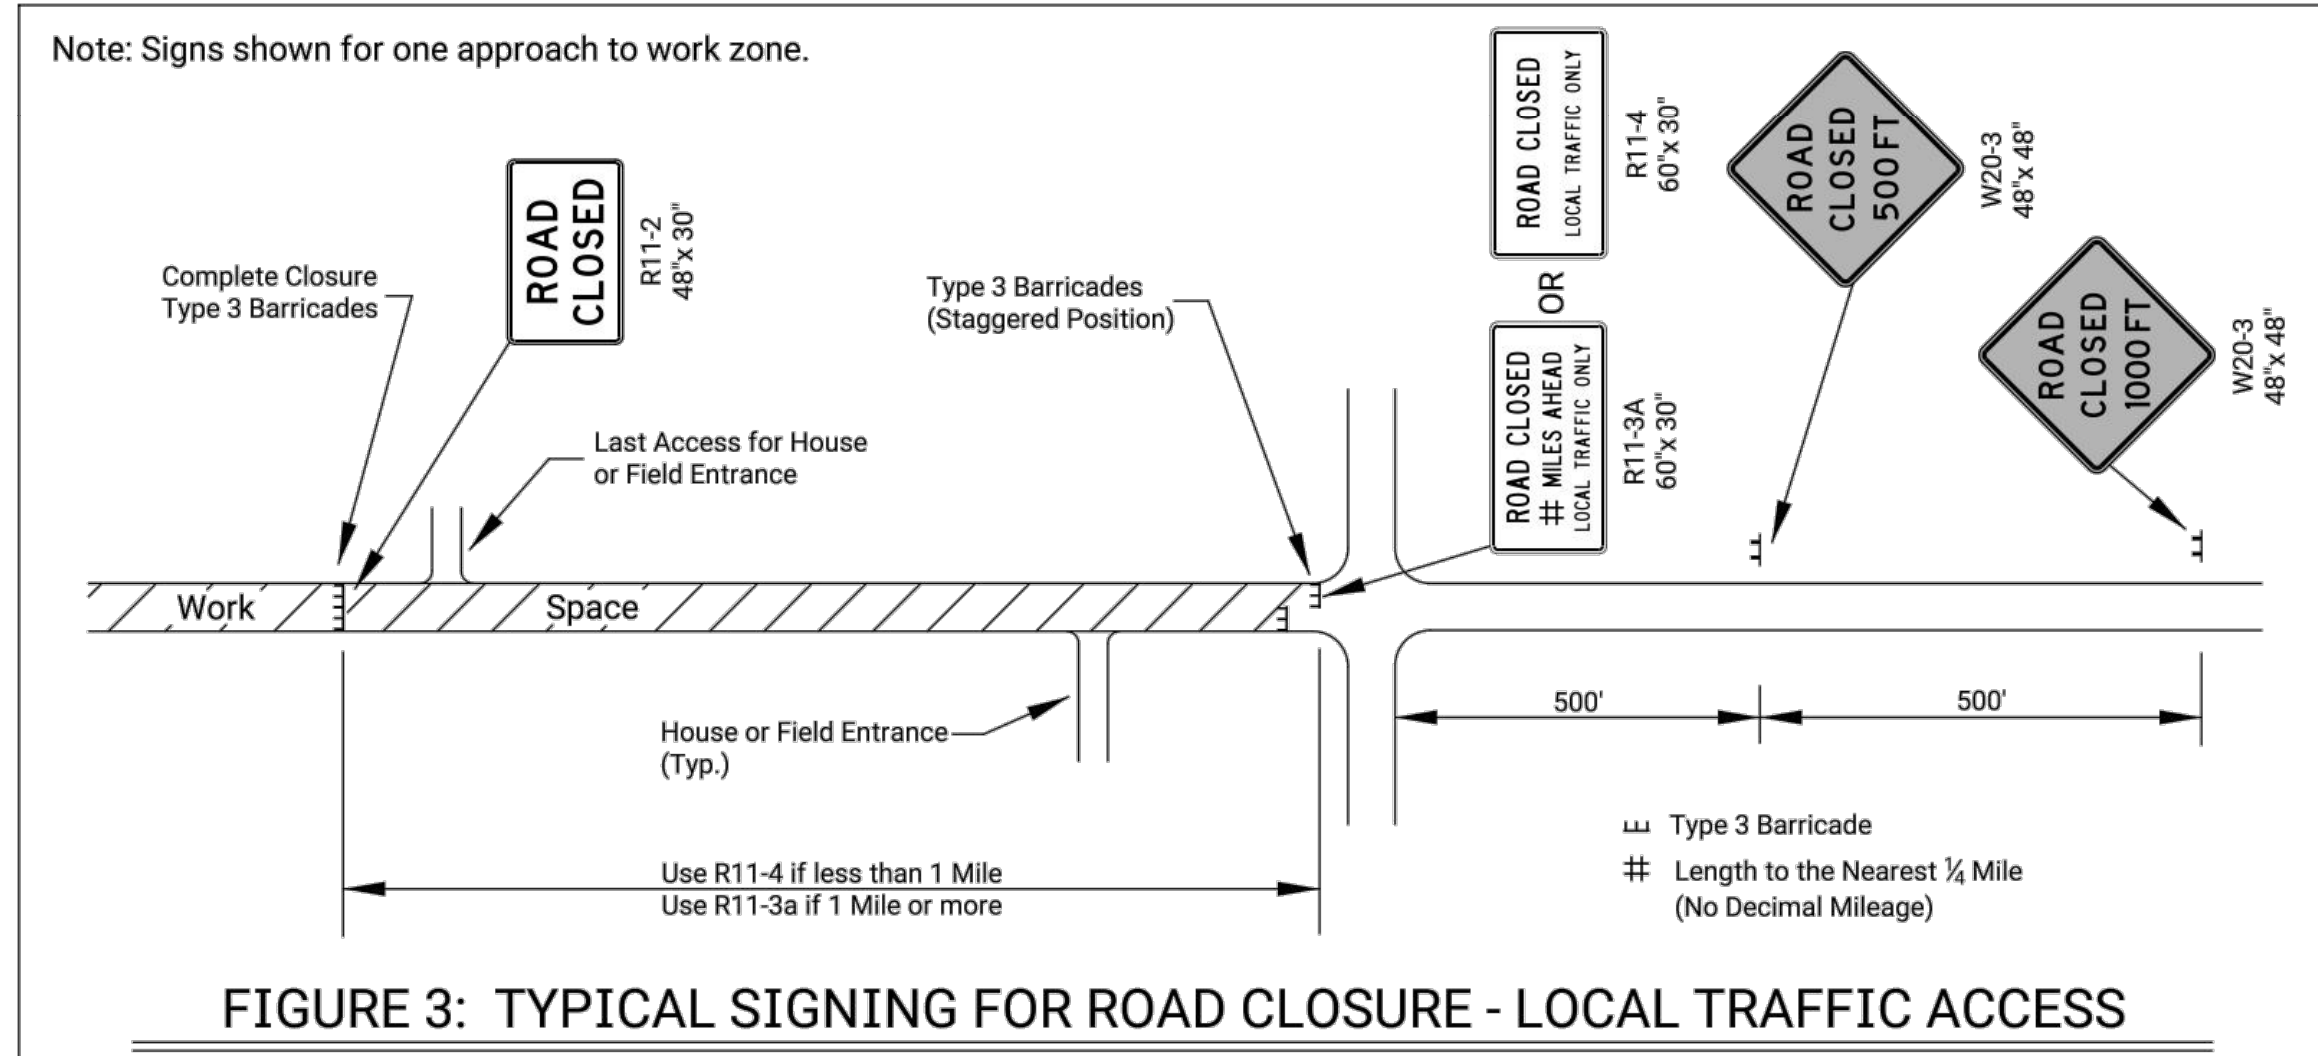 Note: Signs shown for one approach to work zone.
Complete Closure
Type 3 Barricades
ROAD
CLOSED
R11-2
48"x 30"
Last Access for House
or Field Entrance
Type 3 Barricades
(Staggered Position)
ROAD CLOSED
LOCAL TRAFFIC ONLY
R11-4
60"x 30"
OR
ROAD CLOSED
# MILES AHEAD
LOCAL TRAFFIC ONLY
R11-3A
60"x 30"
ROAD
CLOSED
500FT
W20-3
48"x 48"
ROAD
CLOSED
1000FT
W20-3
48"x 48"
Work
Space
House or Field Entrance
(Typ.)
500'
500'
Use R11-4 if less than 1 Mile
Use R11-3a if 1 Mile or more
Type 3 Barricade
# Length to the Nearest ¼ Mile
(No Decimal Mileage)
FIGURE 3: TYPICAL SIGNING FOR ROAD CLOSURE - LOCAL TRAFFIC ACCESS